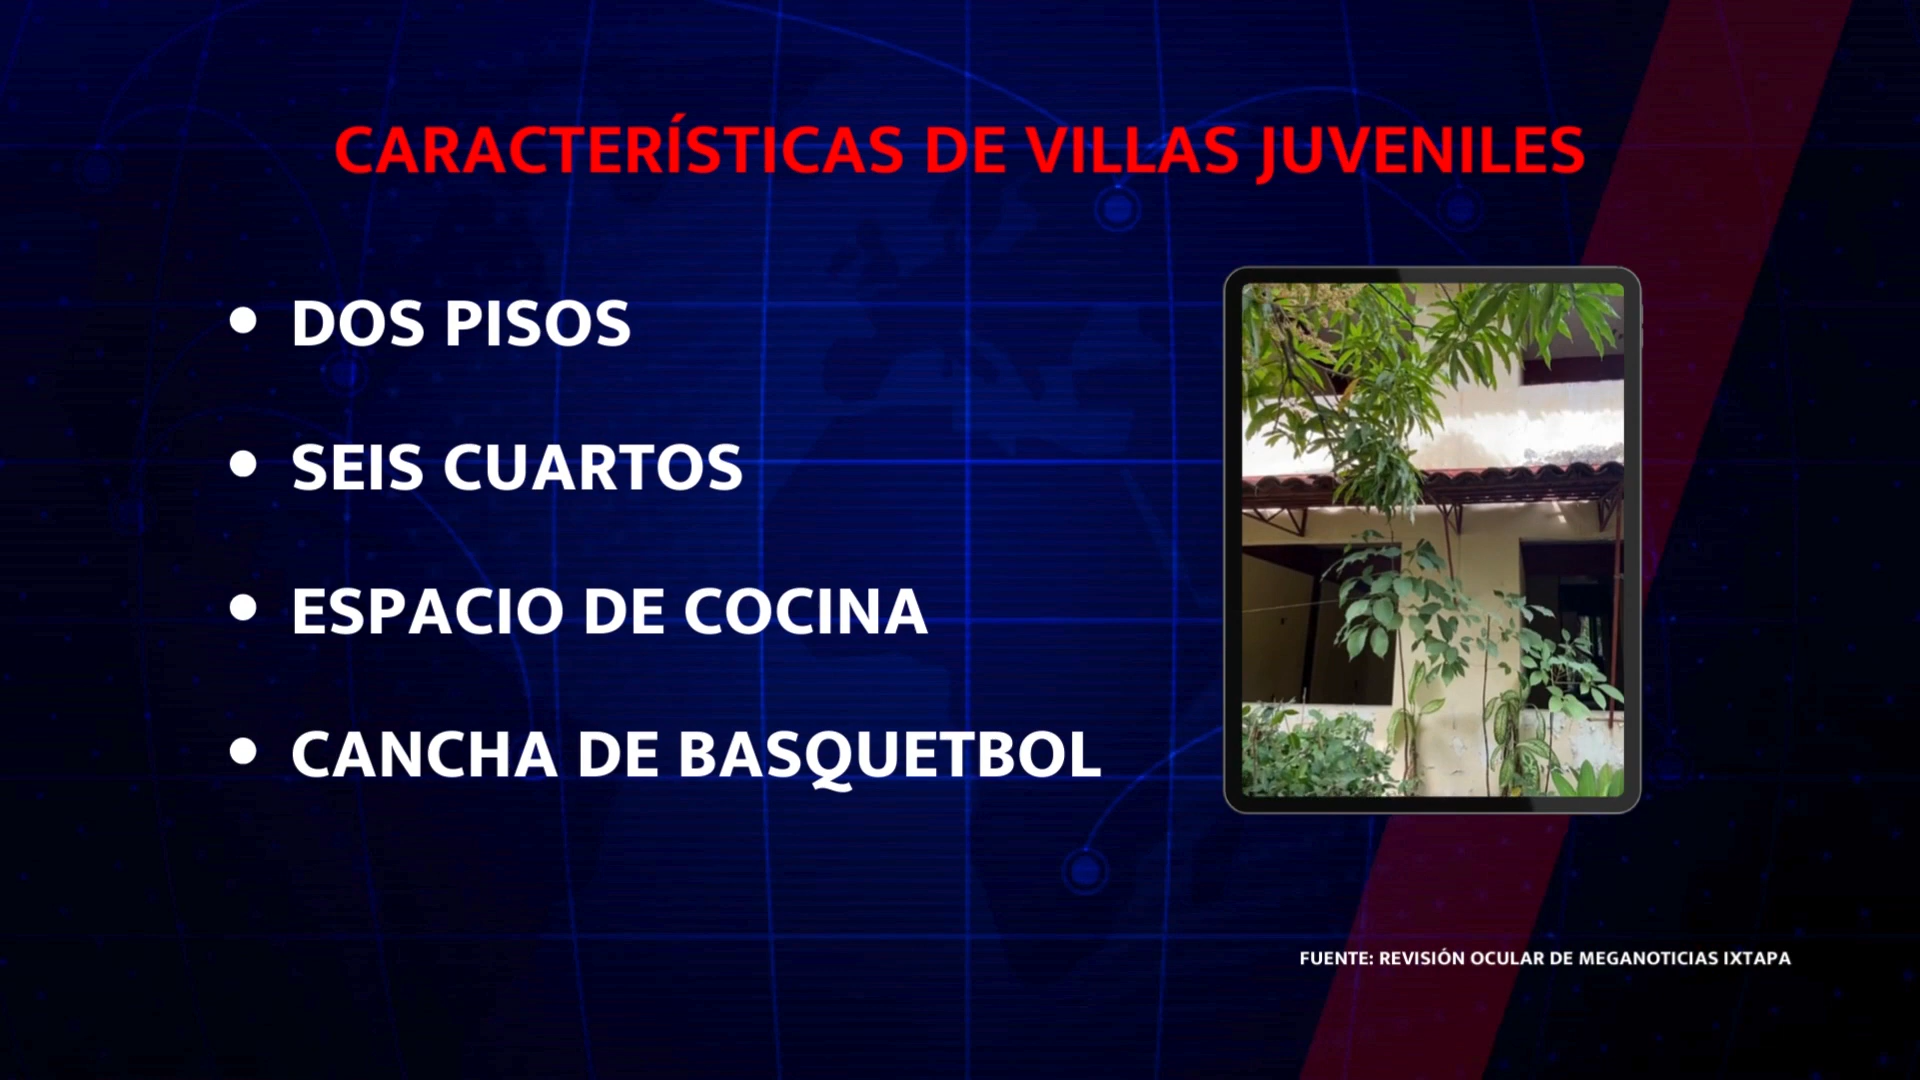 CARACTERÍSTICAS DE VILLAS JUVENILES
• DOS PISOS
• SEIS CUARTOS
• ESPACIO DE COCINA
• CANCHA DE BASQUETBOL
FUENTE: REVISIÓN OCULAR DE MEGANOTICIAS IXTAPA